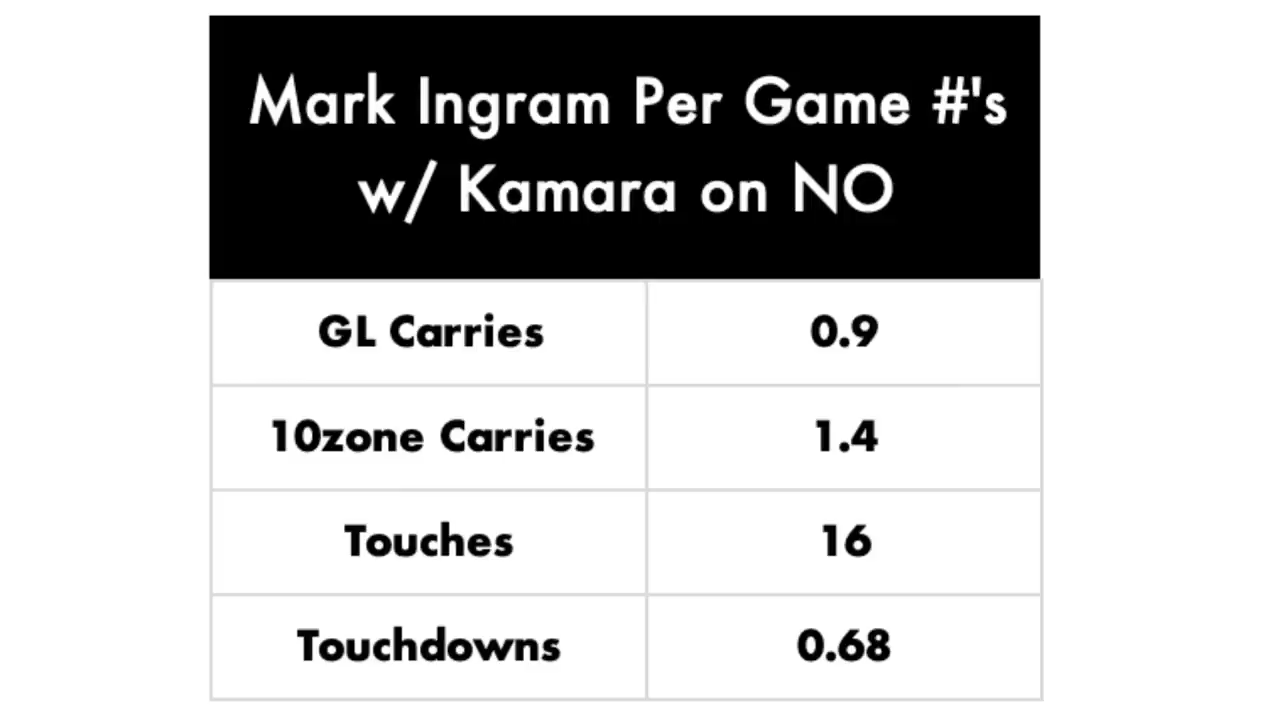 Mark Ingram Per Game #'s
w/ Kamara on NO
GL Carries 0.9
10zone Carries 1.4
Touches 16
Touchdowns 0.68